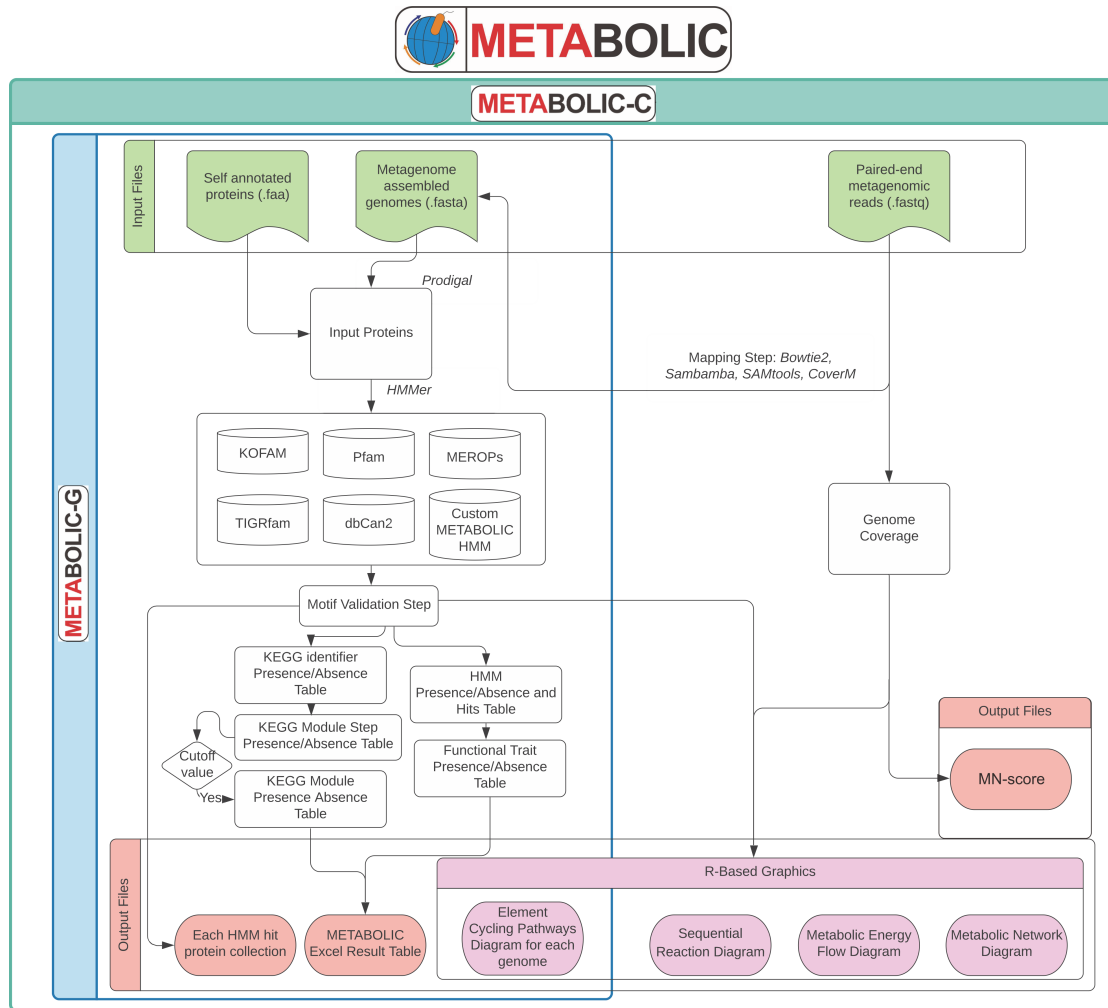 METABOLIC
METABOLIC-C
METABOLIC-G
Input Files
Self annotated
proteins (.faa)
Metagenome
assembled
genomes (.fasta)
Paired-end
metagenomic
reads (.fastq)
Prodigal
Input Proteins
Mapping Step: Bowtie2,
Sambamba, SAMtools, CoverM
HMMer
KOFAM
Pfam
MEROPs
TIGRfam
dbCan2
Custom
METABOLIC
HMM
Genome
Coverage
Motif Validation Step
KEGG identifier
Presence/Absence
Table
HMM
Presence/Absence and
Hits Table
KEGG Module Step
Presence/Absence Table
Cutoff
value
Yes
KEGG Module
Presence Absence
Table
Functional Trait
Presence/Absence
Table
Output Files
MN-score
Output Files
R-Based Graphics
Each HMM hit
protein collection
METABOLIC
Excel Result Table
Element
Cycling Pathways
Diagram for each
genome
Sequential
Reaction Diagram
Metabolic Energy
Flow Diagram
Metabolic Network
Diagram